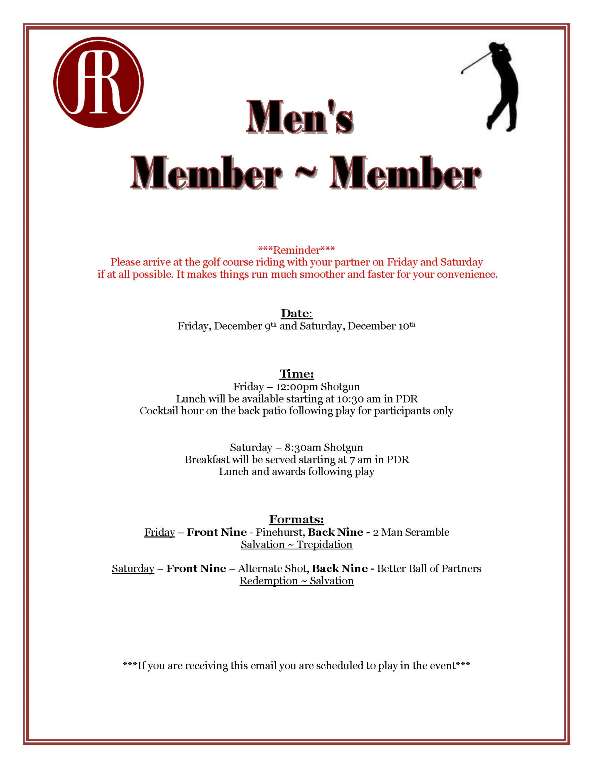 AR
Men's
Member ~ Member
***Reminder***
Please arrive at the golf course riding with your partner on Friday and Saturday
if at all possible. It makes things run much smoother and faster for your convenience.
Date:
Friday, December 9th and Saturday, December 10th
Time:
Friday – 12:00pm Shotgun
Lunch will be available starting at 10:30 am in PDR
Cocktail hour on the back patio following play for participants only
Saturday – 8:30am Shotgun
Breakfast will be served starting at 7 am in PDR
Lunch and awards following play
Formats:
Friday – Front Nine - Pinehurst, Back Nine - 2 Man Scramble
Salvation ~ Trepidation
Saturday – Front Nine – Alternate Shot, Back Nine - Better Ball of Partners
Redemption ~ Salvation
***If you are receiving this email you are scheduled to play in the event***